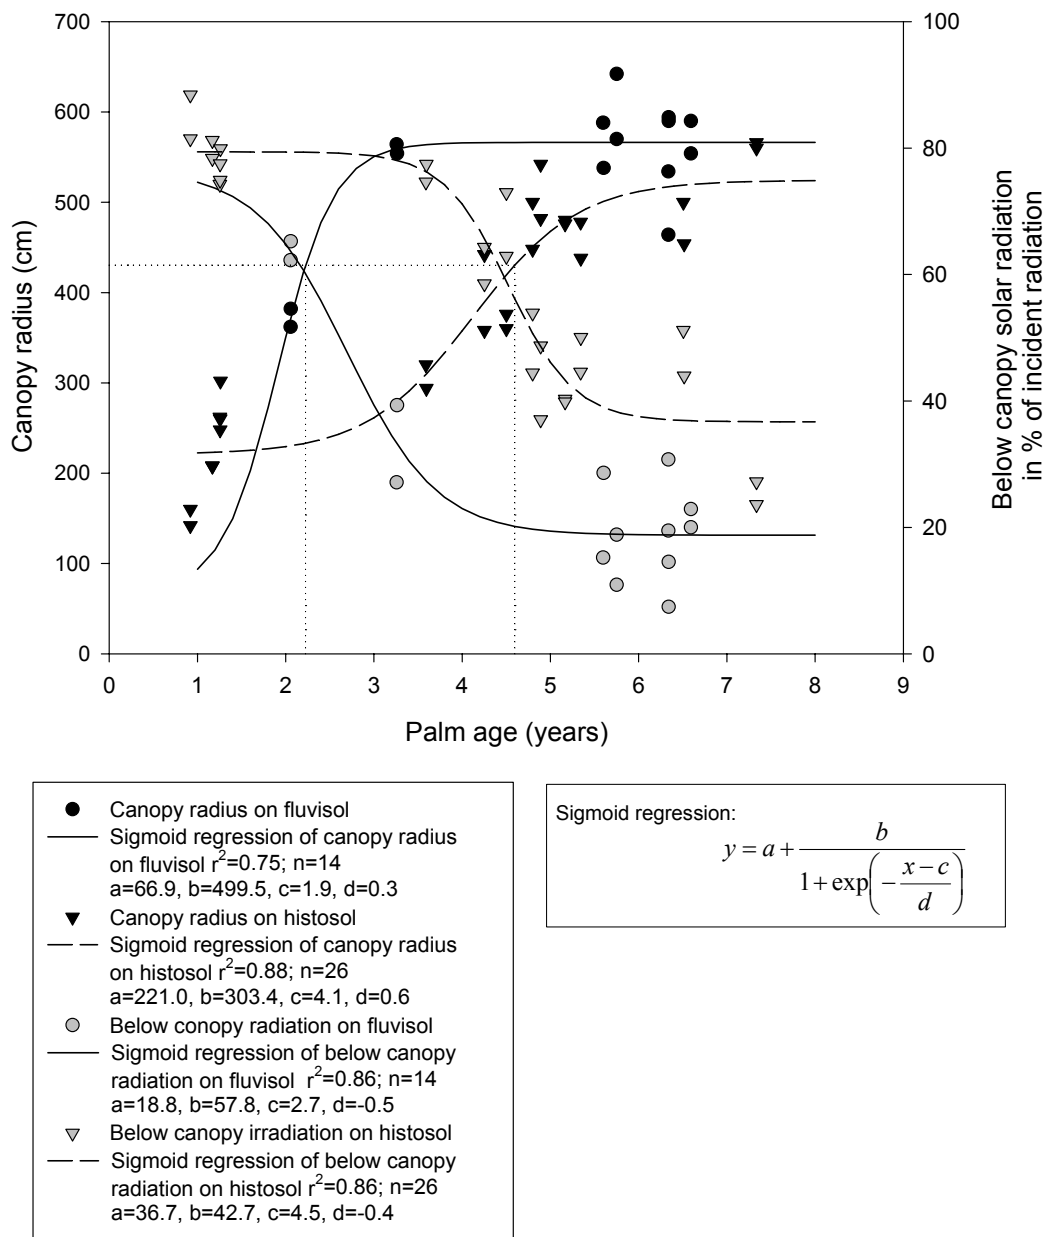 700
600
500
400
300
200
100
0
Canopy radius (cm)
100
80
60
40
20
0
Below canopy solar radiation
in % of incident radiation
0 1 2 3 4 5 6 7 8 9
Palm age (years)
Canopy radius on fluvisol
Sigmoid regression of canopy radius
on fluvisol r²=0.75; n=14
a=66.9, b=499.5, c=1.9, d=0.3
Canopy radius on histosol
Sigmoid regression of canopy radius
on histosol r²=0.88; n=26
a=221.0, b=303.4, c=4.1, d=0.6
Below conopy radiation on fluvisol
Sigmoid regression of below canopy
radiation on fluvisol r²=0.86; n=14
a=18.8, b=57.8, c=2.7, d=-0.5
Below canopy irradiation on histosol
Sigmoid regression of below canopy
radiation on histosol r²=0.86; n=26
a=36.7, b=42.7, c=4.5, d=-0.4
Sigmoid regression:
y = a + b / (1 + exp(− (x − c) / d))